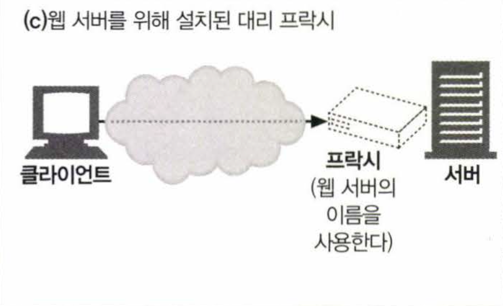 (c)웹 서버를 위해 설치된 대리 프락시
클라이언트
프락시
(웹 서버의
이름을
사용한다)
서버